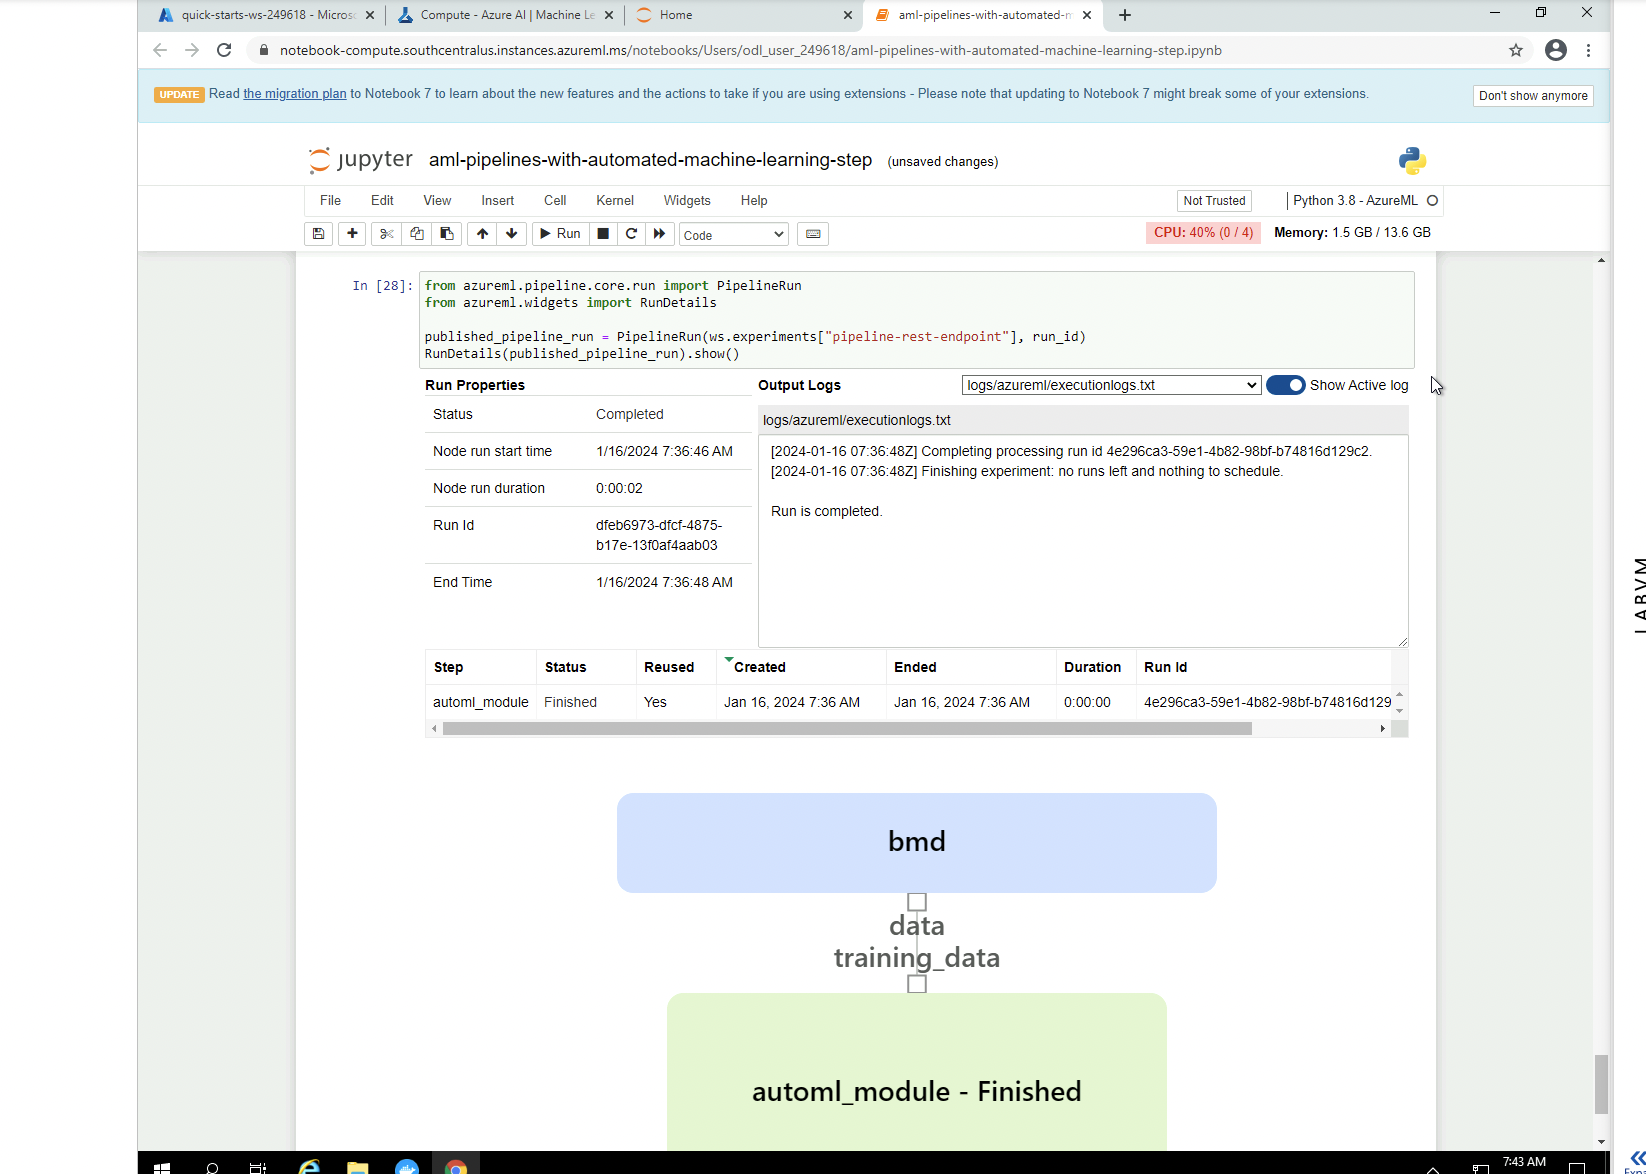 quick-starts-ws-249618 - Micros
Compute - Azure AI | Machine Le
Home
aml-pipelines-with-automated-m
notebook-compute.southcentralus.instances.azureml.ms/notebooks/Users/odl_user_249618/aml-pipelines-with-automated-machine-learning-step.ipynb
UPDATE Read the migration plan to Notebook 7 to learn about the new features and the actions to take if you are using extensions - Please note that updating to Notebook 7 might break some of your extensions.
Don't show anymore
jupyter aml-pipelines-with-automated-machine-learning-step (unsaved changes)
File Edit View Insert Cell Kernel Widgets Help
Not Trusted
Python 3.8 - AzureML
Run
Code
CPU: 40% (0 / 4) Memory: 1.5 GB / 13.6 GB
In [28]: from azureml.pipeline.core.run import PipelineRun
from azureml.widgets import RunDetails
published_pipeline_run = PipelineRun(ws.experiments["pipeline-rest-endpoint"], run_id)
RunDetails(published_pipeline_run).show()
Run Properties
Status Completed
Node run start time 1/16/2024 7:36:46 AM
Node run duration 0:00:02
Run Id dfeb6973-dfcf-4875-
b17e-13f0af4aab03
End Time 1/16/2024 7:36:48 AM
Output Logs
logs/azureml/executionlogs.txt
Show Active log
logs/azureml/executionlogs.txt
[2024-01-16 07:36:48Z] Completing processing run id 4e296ca3-59e1-4b82-98bf-b74816d129c2.
[2024-01-16 07:36:48Z] Finishing experiment: no runs left and nothing to schedule.
Run is completed.
Step Status Reused Created Ended Duration Run Id
automl_module Finished Yes Jan 16, 2024 7:36 AM Jan 16, 2024 7:36 AM 0:00:00 4e296ca3-59e1-4b82-98bf-b74816d129
bmd
data
training_data
automl_module - Finished
LABVM
7:43 AM